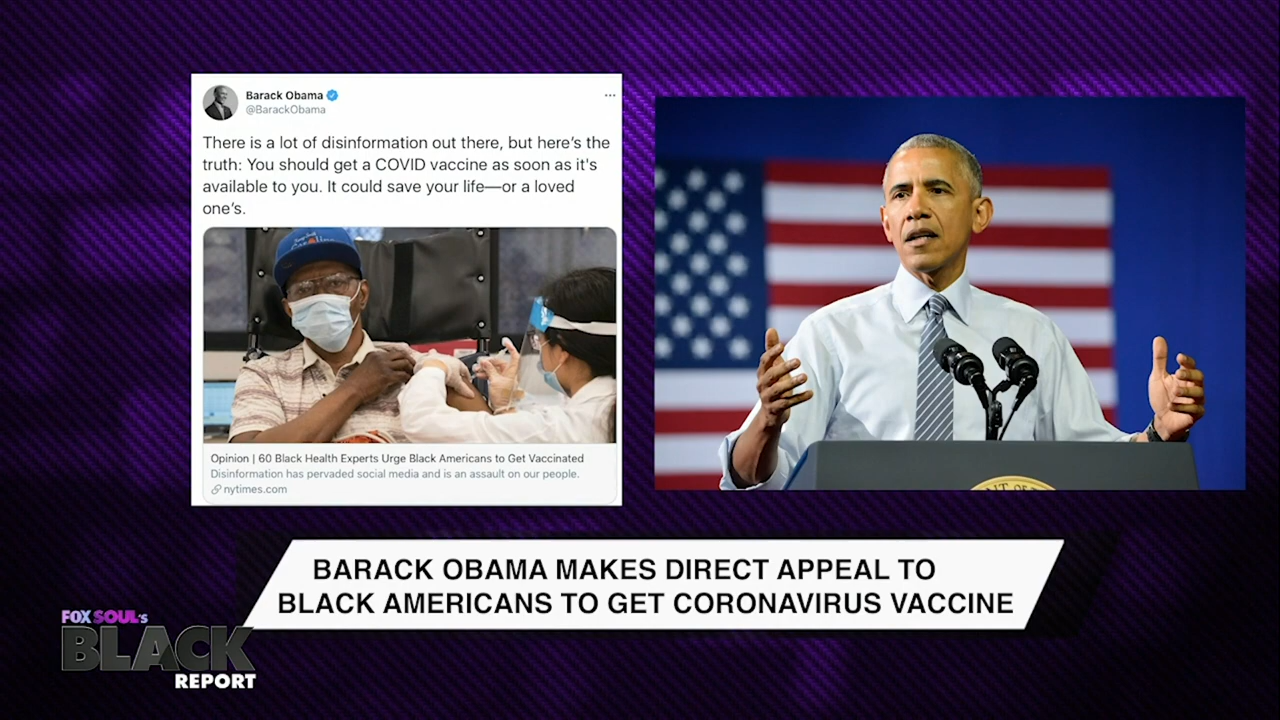 Barack Obama
@BarackObama
There is a lot of disinformation out there, but here's the
truth: You should get a COVID vaccine as soon as it's
available to you. It could save your life—or a loved
one's.
Opinion | 60 Black Health Experts Urge Black Americans to Get Vaccinated
Disinformation has pervaded social media and is an assault on our people.
nytimes.com
BARACK OBAMA MAKES DIRECT APPEAL TO
BLACK AMERICANS TO GET CORONAVIRUS VACCINE
FOX SOUL's
BLACK
REPORT